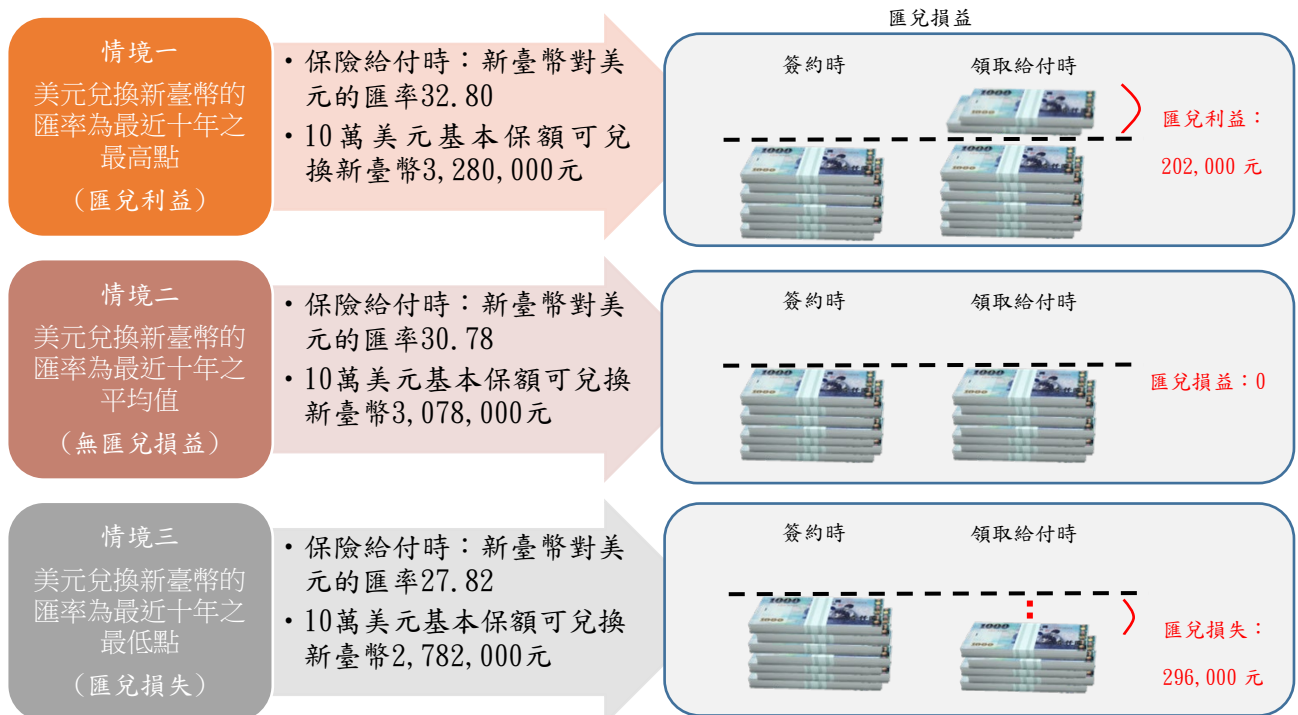 匯兌損益
情境一
美元兌換新臺幣的
匯率為最近十年之
最高點
（匯兌利益）
・保險給付時：新臺幣對美
元的匯率32.80
・10萬美元基本保額可兌
換新臺幣3,280,000元
簽約時
領取給付時
匯兌利益：
202,000 元
情境二
美元兌換新臺幣的
匯率為最近十年之
平均值
（無匯兌損益）
・保險給付時：新臺幣對美
元的匯率30.78
・10萬美元基本保額可兌換
新臺幣3,078,000元
簽約時
領取給付時
匯兌損益：0
情境三
美元兌換新臺幣的
匯率為最近十年之
最低點
（匯兌損失）
・保險給付時：新臺幣對美
元的匯率27.82
・10萬美元基本保額可兌換
新臺幣2,782,000元
簽約時
領取給付時
匯兌損失：
296,000 元